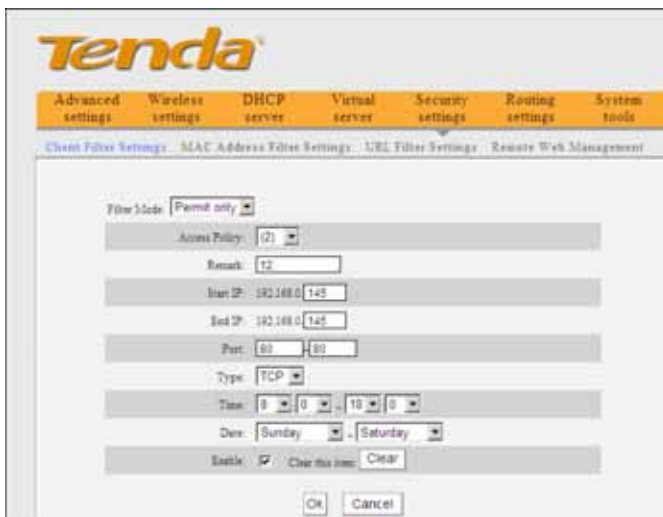 Tenda
Advanced settings Wireless settings DHCP server Virtual server Security settings Routing settings System tools
Client Filter Settings MAC Address Filter Settings URL Filter Settings Remote Web Management
Filter Mode: Permit only
Access Policy: (2)
Remark: 12
Start IP: 192.168.0.145
End IP: 192.168.0.145
Port: 80 - 80
Type: TCP
Time: 8 0 - 18 0
Date: Sunday - Saturday
Enable: Clear this item: Clear
Ok Cancel